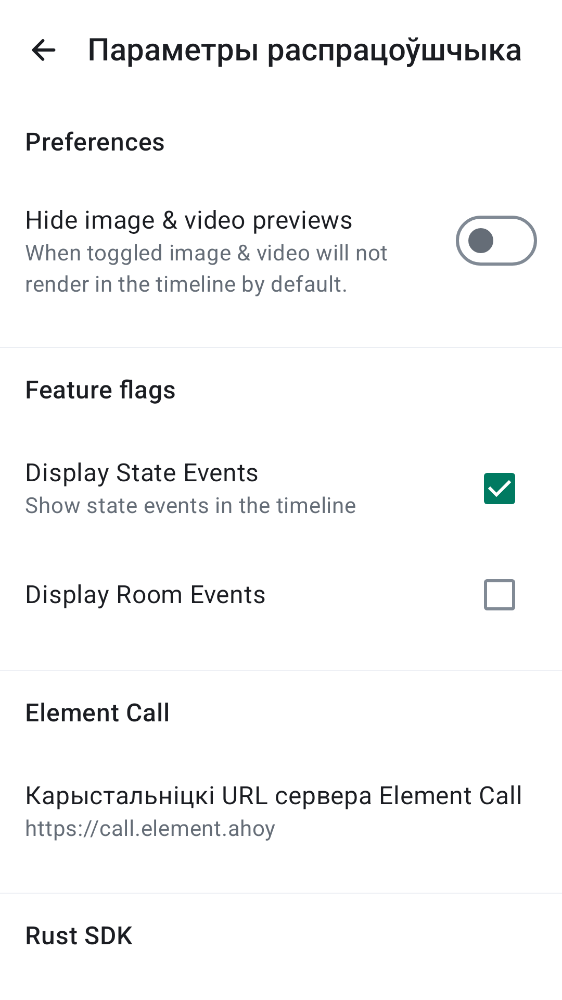 Параметры распрацоўшчыка
Preferences
Hide image & video previews
When toggled image & video will not
render in the timeline by default.
Feature flags
Display State Events
Show state events in the timeline
Display Room Events
Element Call
Карыстальніцкі URL сервера Element Call
https://call.element.ahoy
Rust SDK